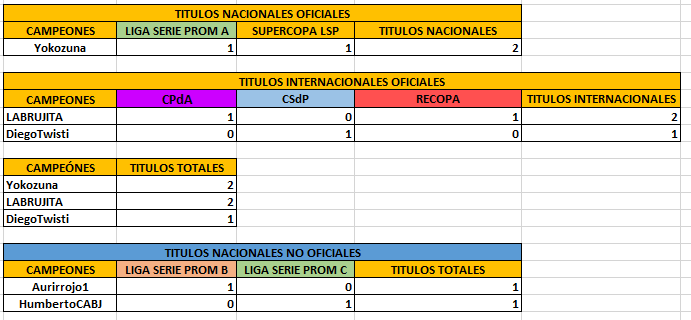 TITULOS NACIONALES OFICIALES
CAMPEONES LIGA SERIE PROM A SUPERCOPA LSP TITULOS NACIONALES
Yokozuna 1 1 2
TITULOS INTERNACIONALES OFICIALES
CAMPEONES CPdA CSdP RECOPA TITULOS INTERNACIONALES
LABRUJITA 1 0 1 2
DiegoTwisti 0 1 0 1
CAMPEÓNES TITULOS TOTALES
Yokozuna 2
LABRUJITA 2
DiegoTwisti 1
TITULOS NACIONALES NO OFICIALES
CAMPEONES LIGA SERIE PROM B LIGA SERIE PROM C TITULOS TOTALES
Aurirrojo1 1 0 1
HumbertoCABJ 0 1 1